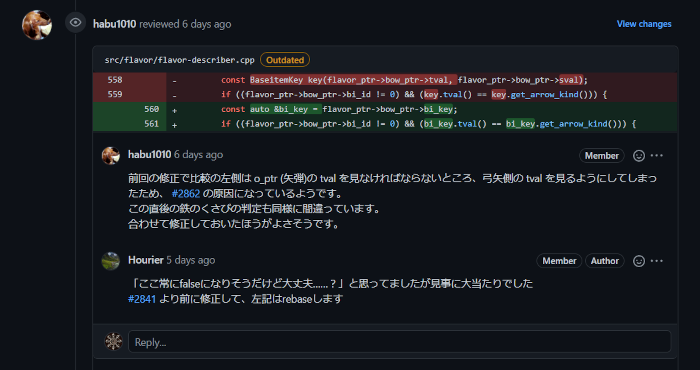 habu1010 reviewed 6 days ago
View changes
src/flavor/flavor-describer.cpp Outdated
558 - const BaseitemKey key(flavor_ptr->bow_ptr->tval, flavor_ptr->bow_ptr->sval);
559 - if ((flavor_ptr->bow_ptr->bi_id != 0) && (key.tval() == key.get_arrow_kind())) {
560 + const auto &bi_key = flavor_ptr->bow_ptr->bi_key;
561 + if ((flavor_ptr->bow_ptr->bi_id != 0) && (bi_key.tval() == bi_key.get_arrow_kind())) {
habu1010 6 days ago Member
前回の修正で比較の左側は o_ptr (矢弾)の tval を見なければならないところ、弓矢側の tval を見るようにしてしまっ
たため、 #2862 の原因になっているようです。
この直後の鉄のくさびの判定も同様に間違っています。
合わせて修正しておいたほうがよさそうです。
Hourier 5 days ago Member Author
「ここ常にfalseになりそうだけど大丈夫……？」と思ってましたが見事に大当たりでした
#2841 より前に修正して、左記はrebaseします
Reply...